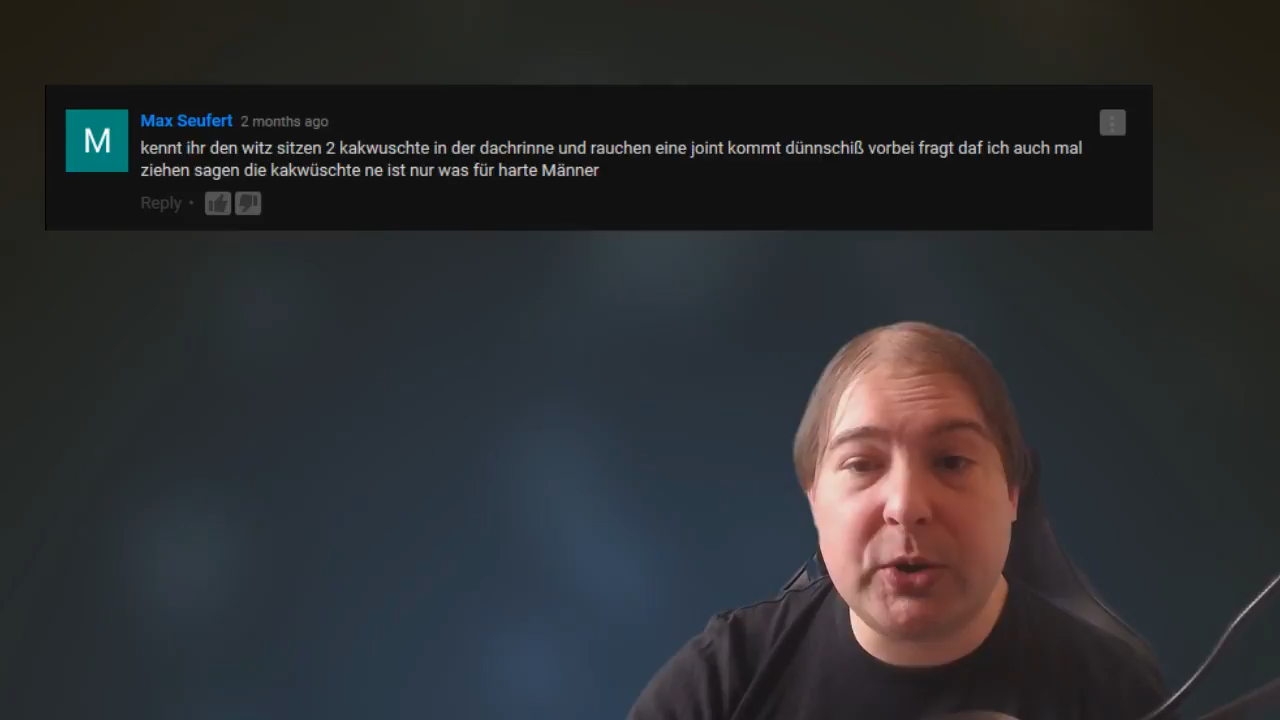 M
Max Seufert 2 months ago
kennt ihr den witz sitzen 2 kakwuschte in der dachrinne und rauchen eine joint kommt dünnschiß vorbei fragt daf ich auch mal
ziehen sagen die kakwüschte ne ist nur was für harte Männer
Reply •